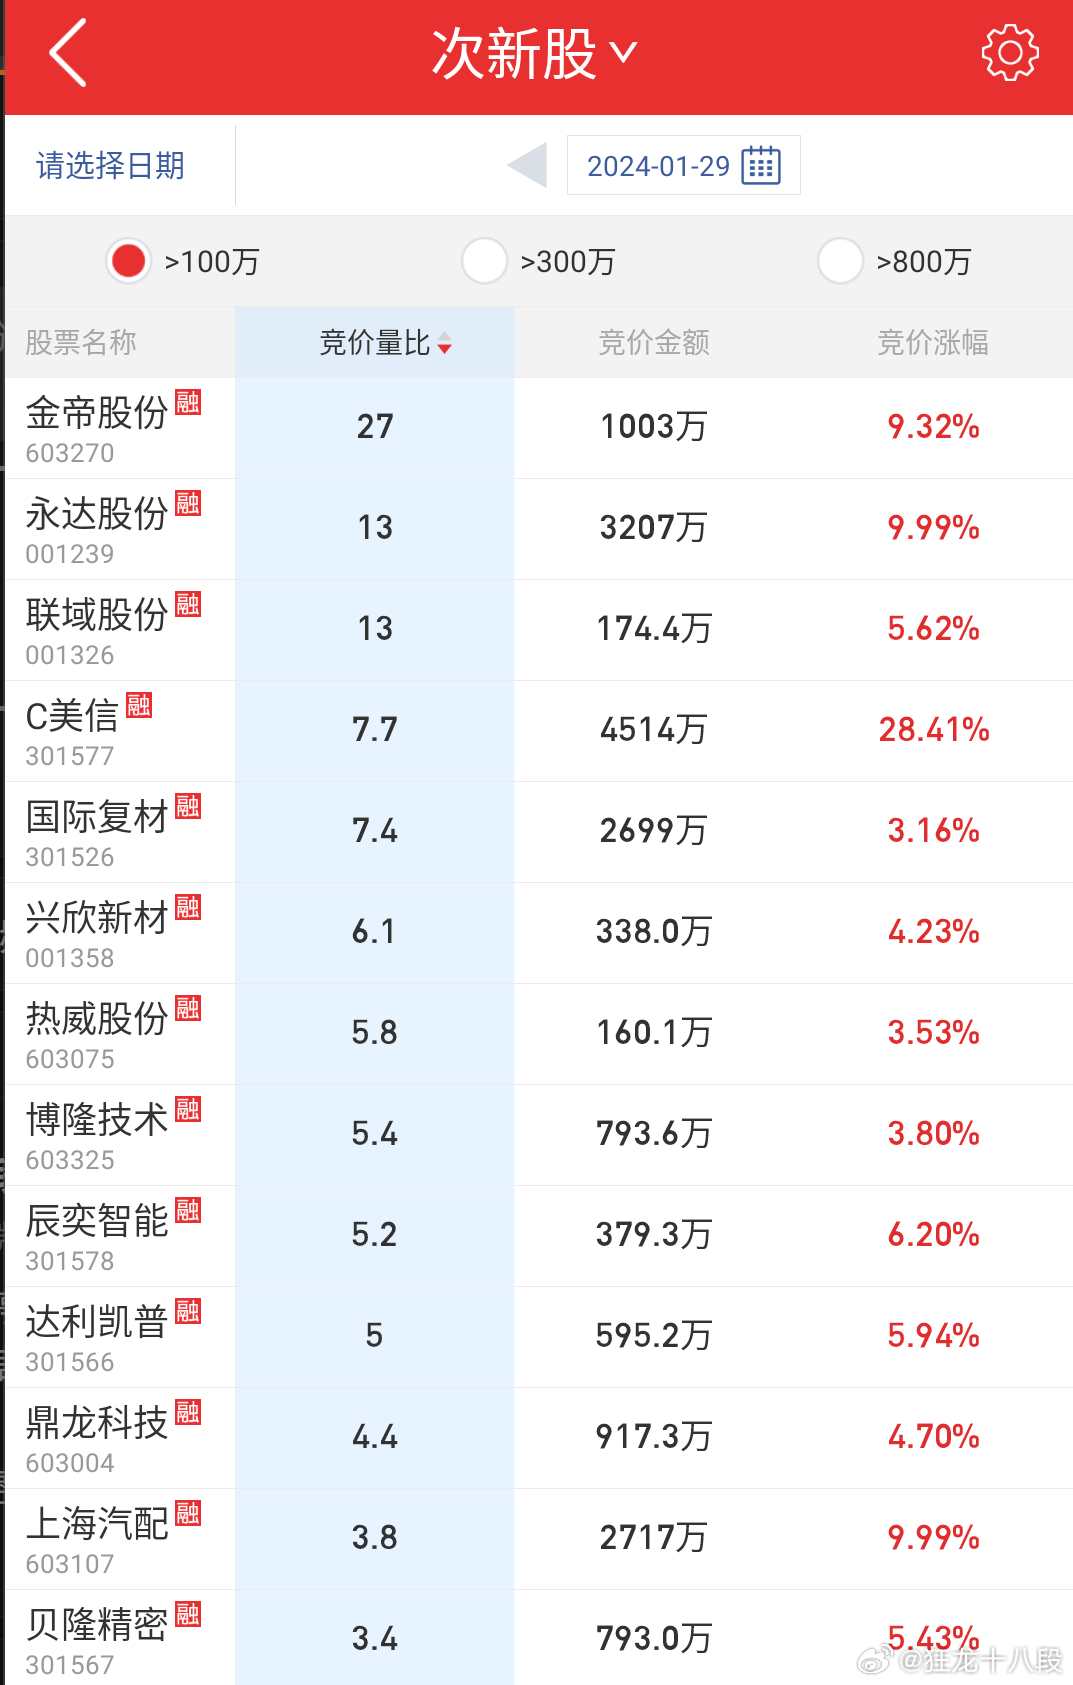 次新股
请选择日期
2024-01-29
>100万 >300万 >800万
股票名称 竞价量比 竞价金额 竞价涨幅
金帝股份 融 27 1003万 9.32%
603270
永达股份 融 13 3207万 9.99%
001239
联域股份 融 13 174.4万 5.62%
001326
C美信 融 7.7 4514万 28.41%
301577
国际复材 融 7.4 2699万 3.16%
301526
兴欣新材 融 6.1 338.0万 4.23%
001358
热威股份 融 5.8 160.1万 3.53%
603075
博隆技术 融 5.4 793.6万 3.80%
603325
辰奕智能 融 5.2 379.3万 6.20%
301578
达利凯普 融 5 595.2万 5.94%
301566
鼎龙科技 融 4.4 917.3万 4.70%
603004
上海汽配 融 3.8 2717万 9.99%
603107
贝隆精密 融 3.4 793.0万 5.43%
301567
@狂龙十八段